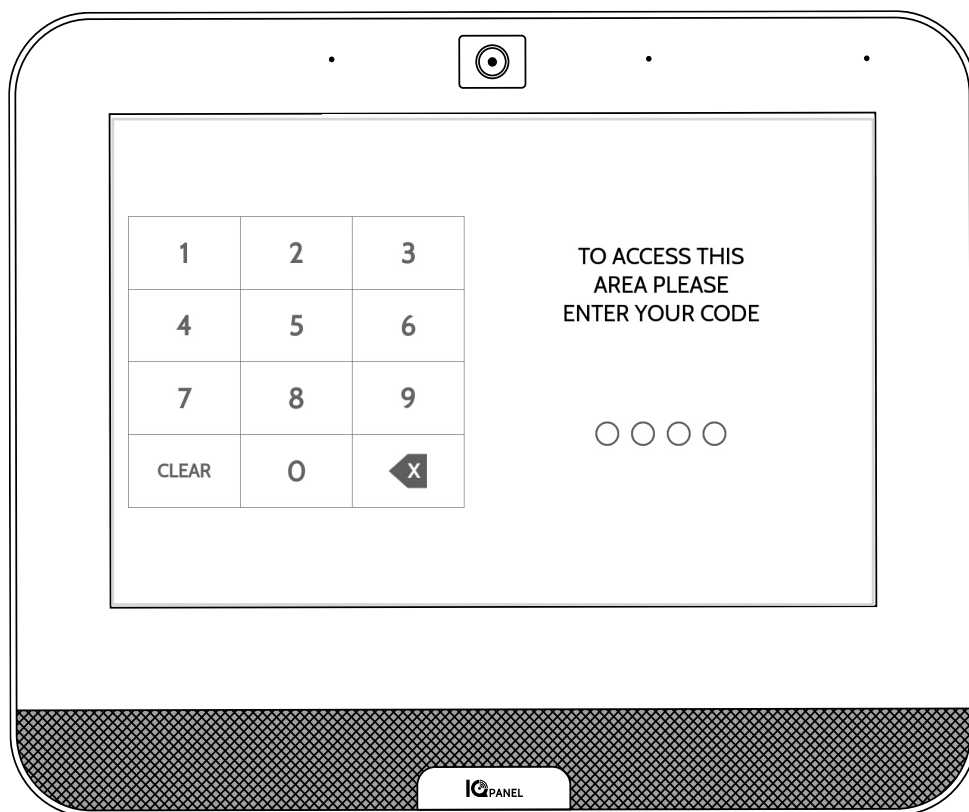 1 2 3
TO ACCESS THIS
AREA PLEASE
ENTER YOUR CODE
4 5 6
7 8 9
CLEAR 0 X
IQ PANEL